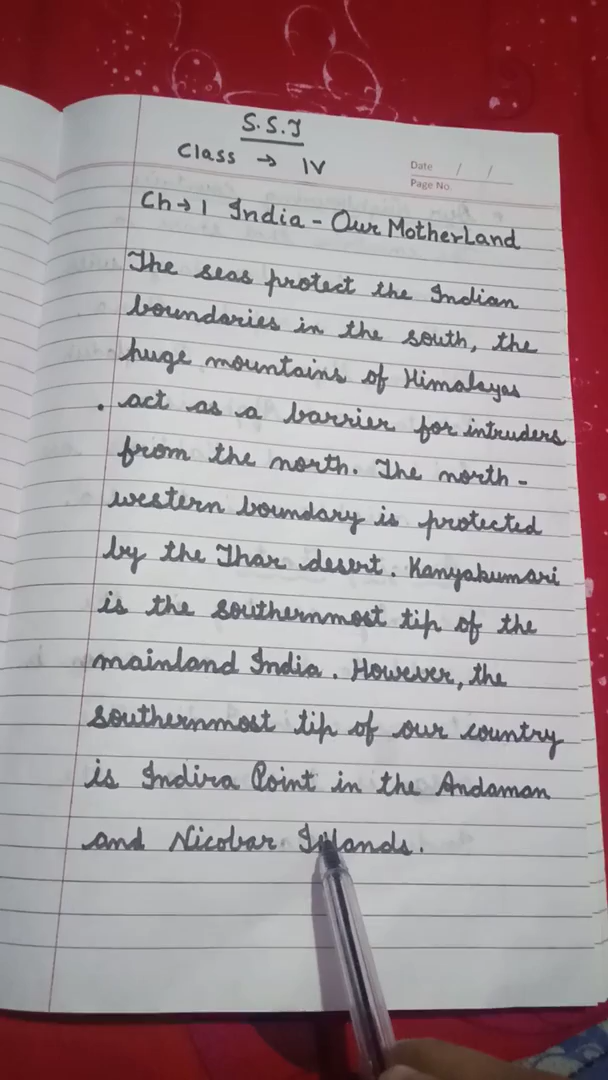 S.S.T
Class → IV
Date / /
Page No.
Ch → 1 India - Our MotherLand
The seas protect the Indian
boundaries in the south, the
huge mountains of Himalayas
act as a barrier for intruders
from the north. The north-
western boundary is protected
by the Thar desert. Kanyakumari
is the southernmost tip of the
mainland India. However, the
southernmost tip of our country
is Indira Point in the Andaman
and Nicobar Islands.